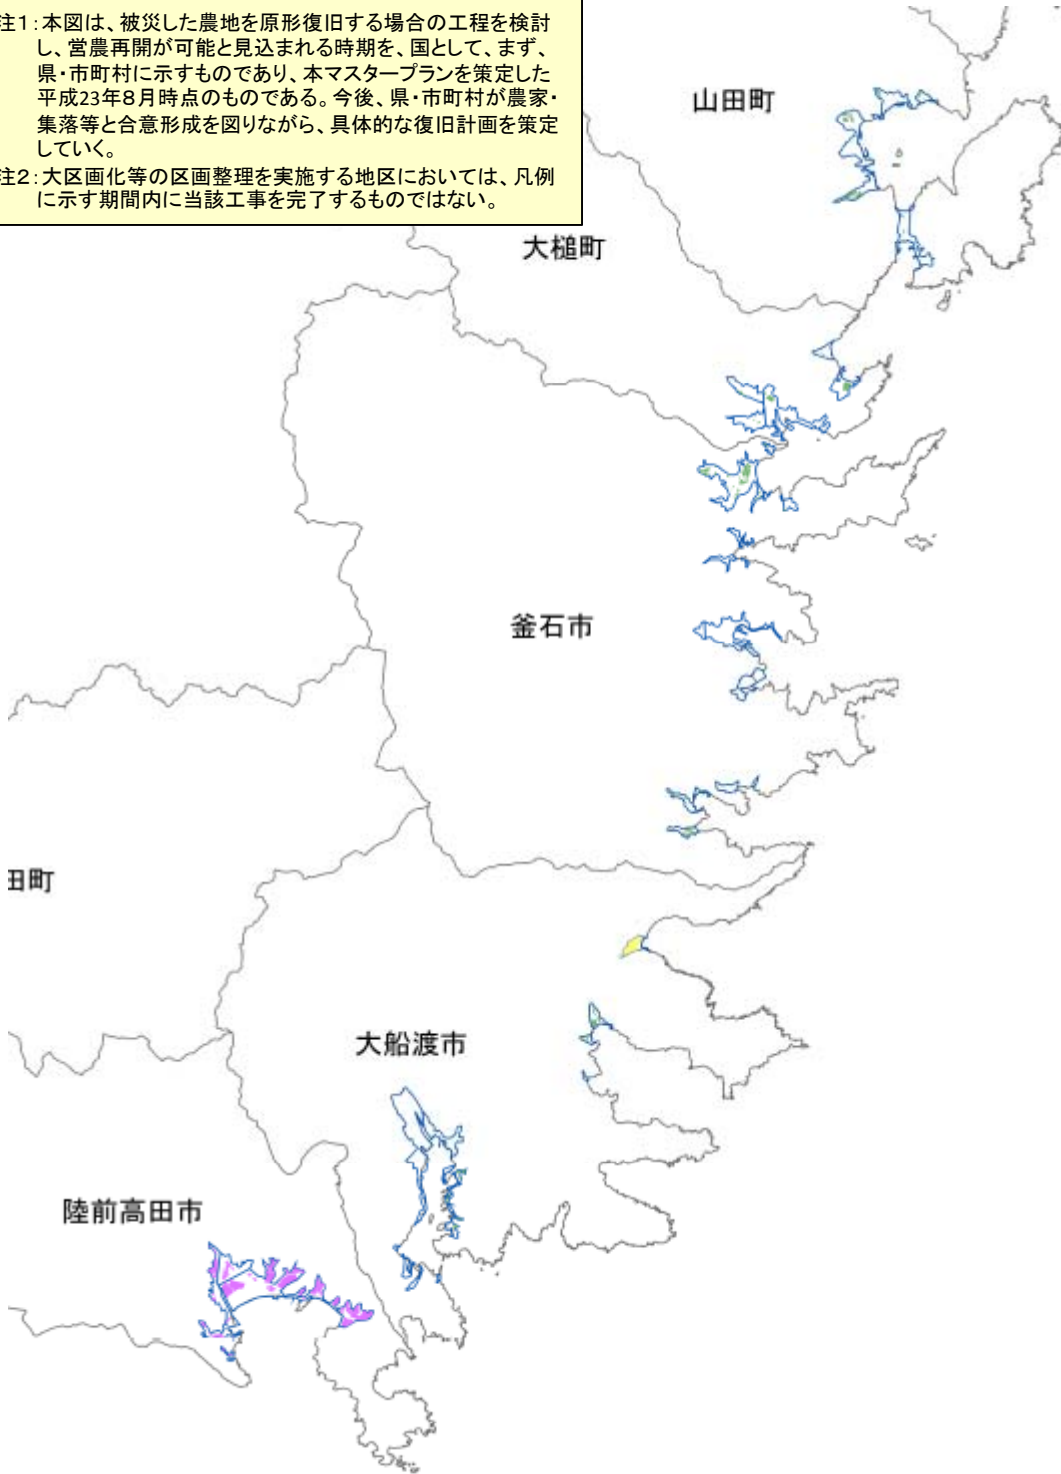 注1:本図は、被災した農地を原形復旧する場合の工程を検討
し、営農再開が可能と見込まれる時期を、国として、まず、
県・市町村に示すものであり、本マスタープランを策定した
平成23年8月時点のものである。今後、県・市町村が農家・
集落等と合意形成を図りながら、具体的な復旧計画を策定
していく。
注2:大区画化等の区画整理を実施する地区においては、凡例
に示す期間内に当該工事を完了するものではない。
山田町
大槌町
釜石市
田町
大船渡市
陸前高田市